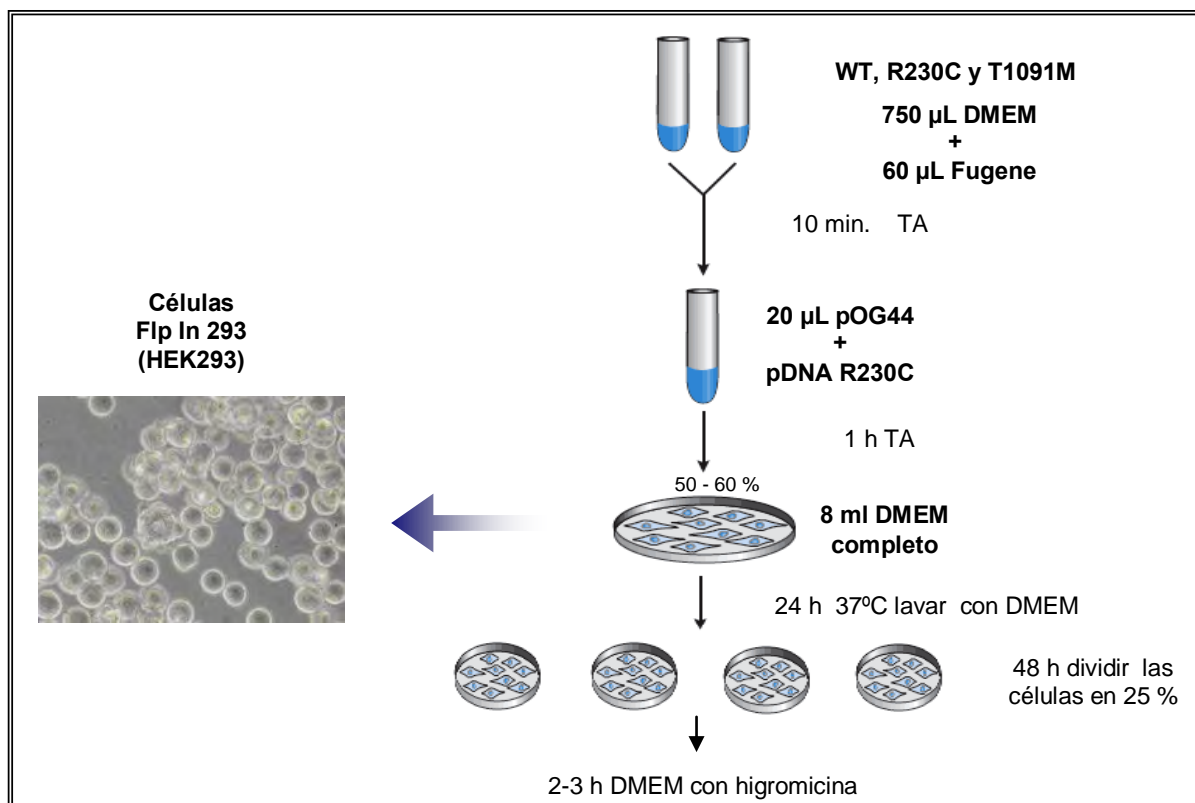 WT, R230C y T1091M
750 µL DMEM
+
60 µL Fugene
10 min. TA
Células
Flp In 293
(HEK293)
20 µL pOG44
+
pDNA R230C
1 h TA
50 - 60 %
8 ml DMEM
completo
24 h 37ºC lavar con DMEM
48 h dividir las
células en 25 %
2-3 h DMEM con higromicina